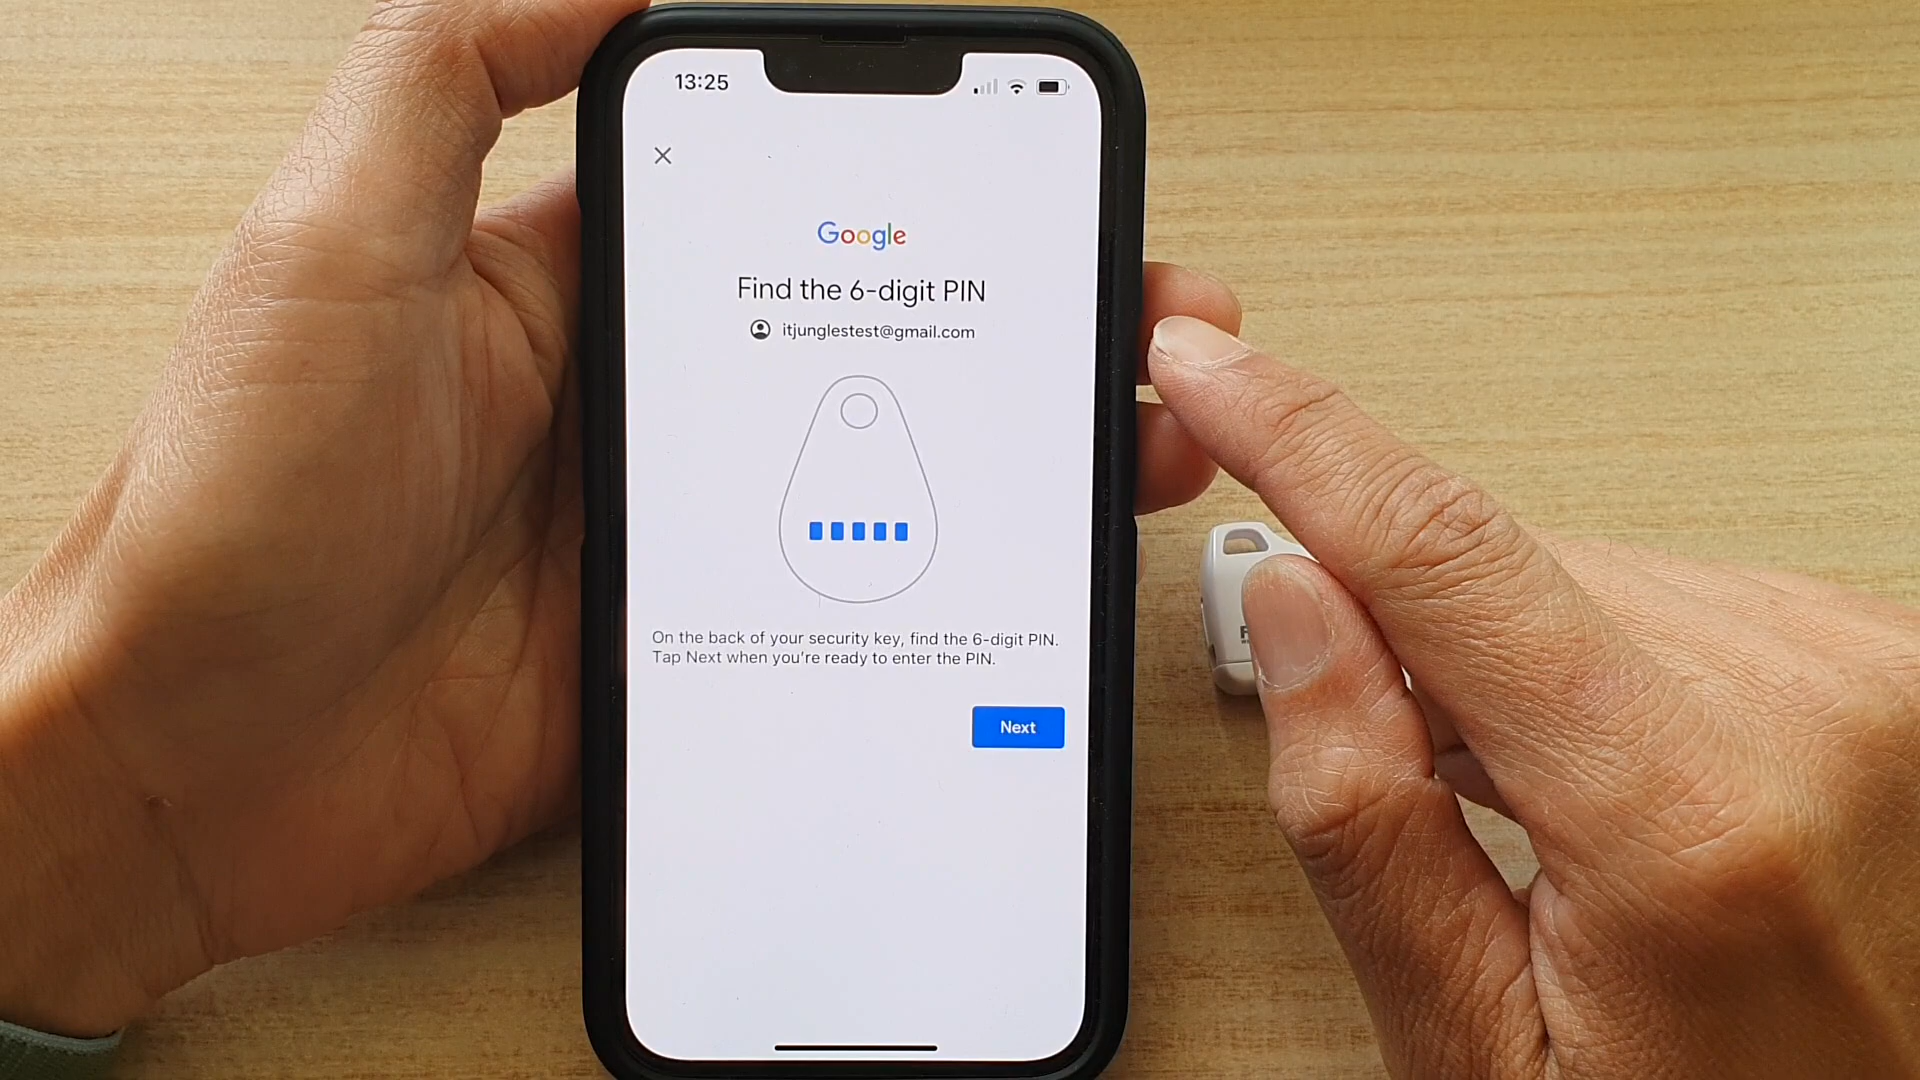 13:25
Google
Find the 6-digit PIN
itjunglestest@gmail.com
On the back of your security key, find the 6-digit PIN.
Tap Next when you're ready to enter the PIN.
Next